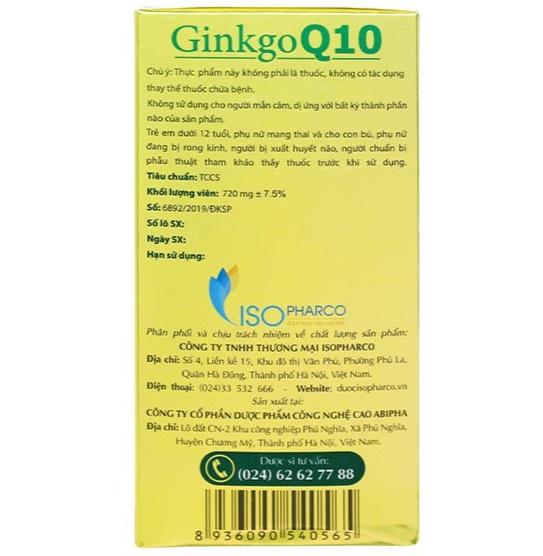 Ginkgo Q10
Chú ý: Thực phẩm này không phải là thuốc, không có tác dụng
thay thế thuốc chữa bệnh.
Không sử dụng cho người mẫn cảm, dị ứng với bất kỳ thành phần
nào của sản phẩm.
Trẻ em dưới 12 tuổi, phụ nữ mang thai và cho con bú, phụ nữ
đang bị rong kinh, người bị xuất huyết não, người chuẩn bị
phẫu thuật tham khảo thầy thuốc trước khi sử dụng.
Tiêu chuẩn: TCCS
Khối lượng viên: 720 mg ± 7.5%
Số: 6892/2019/ĐKSP
Số lô SX:
Ngày SX:
Hạn sử dụng:
ISO PHARCO
Phân phối và chịu trách nhiệm về chất lượng sản phẩm:
CÔNG TY TNHH THƯƠNG MẠI ISOPHARCO
Địa chỉ: Số 4, Liền kề 15, Khu đô thị Văn Phú, Phường Phú La,
Quận Hà Đông, Thành phố Hà Nội, Việt Nam.
Điện thoại: (024)33 532 666 - Website: duocisopharco.vn
Sản xuất tại:
CÔNG TY CỔ PHẦN DƯỢC PHẨM CÔNG NGHỆ CAO ABIPHA
Địa chỉ: Lô đất CN-2 Khu công nghiệp Phú Nghĩa, Xã Phú Nghĩa,
Huyện Chương Mỹ, Thành phố Hà Nội, Việt Nam.
Dược sĩ tư vấn:
(024) 62 62 77 88
8 936090 540565